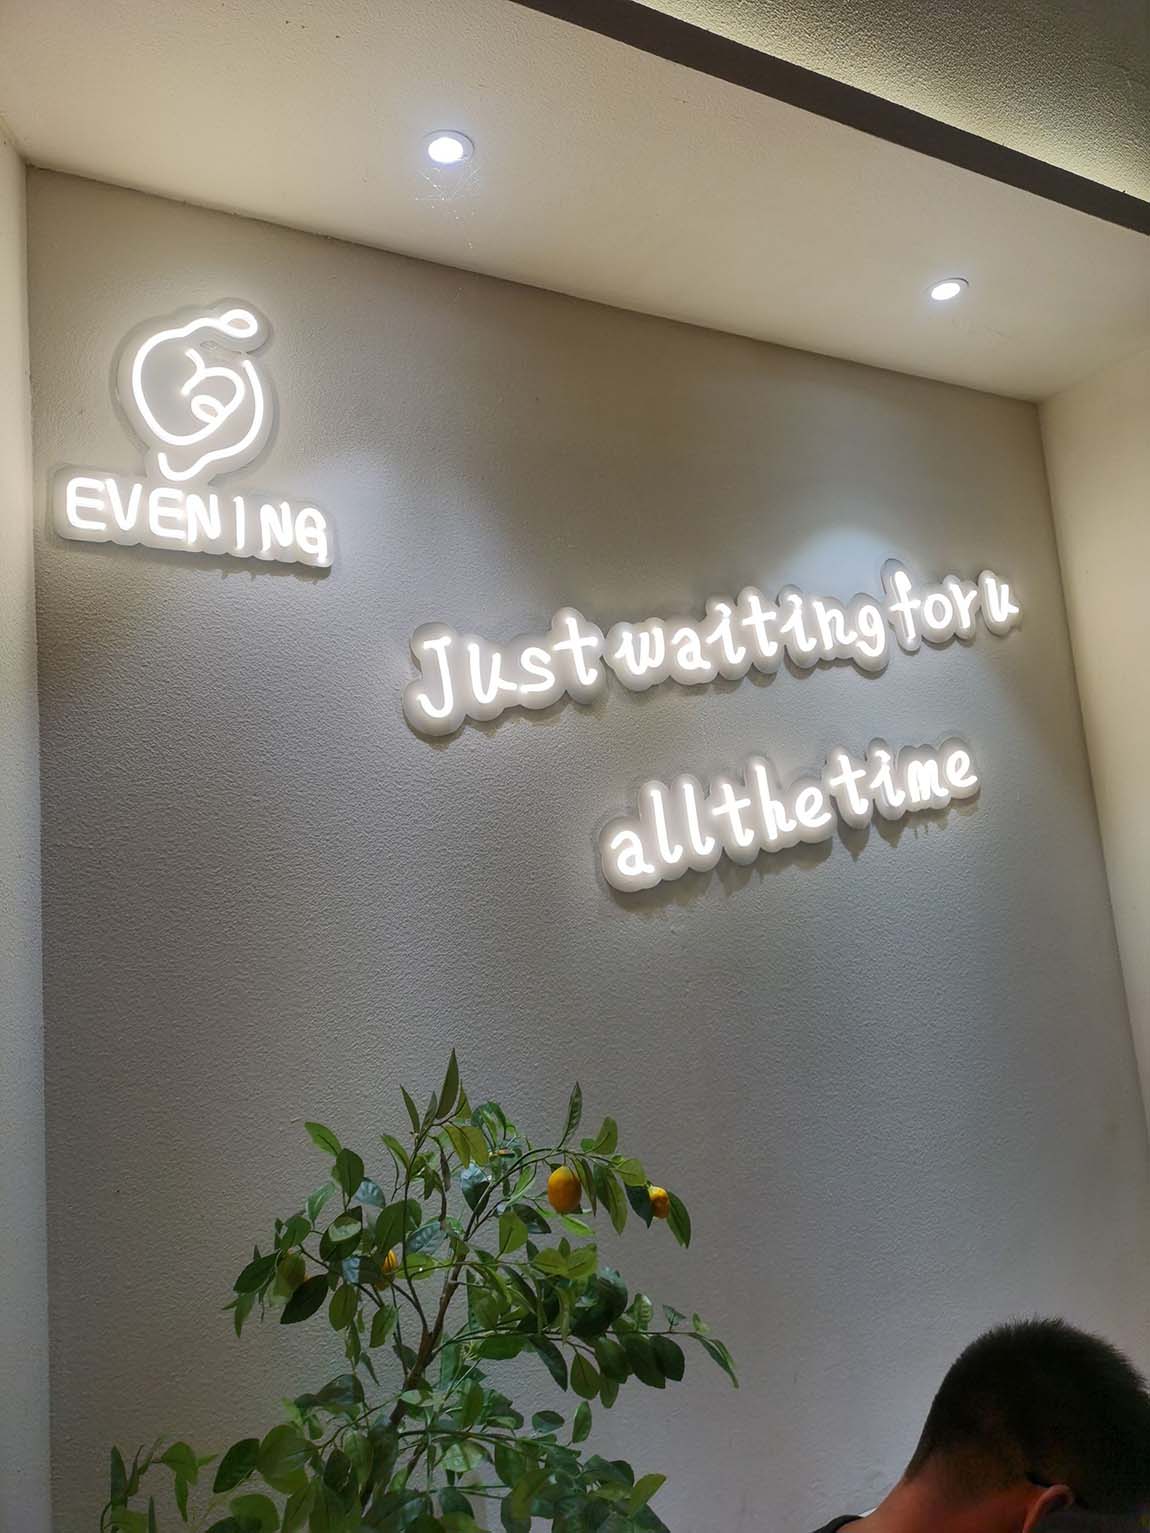 EVENING
Just waiting for u
all the time